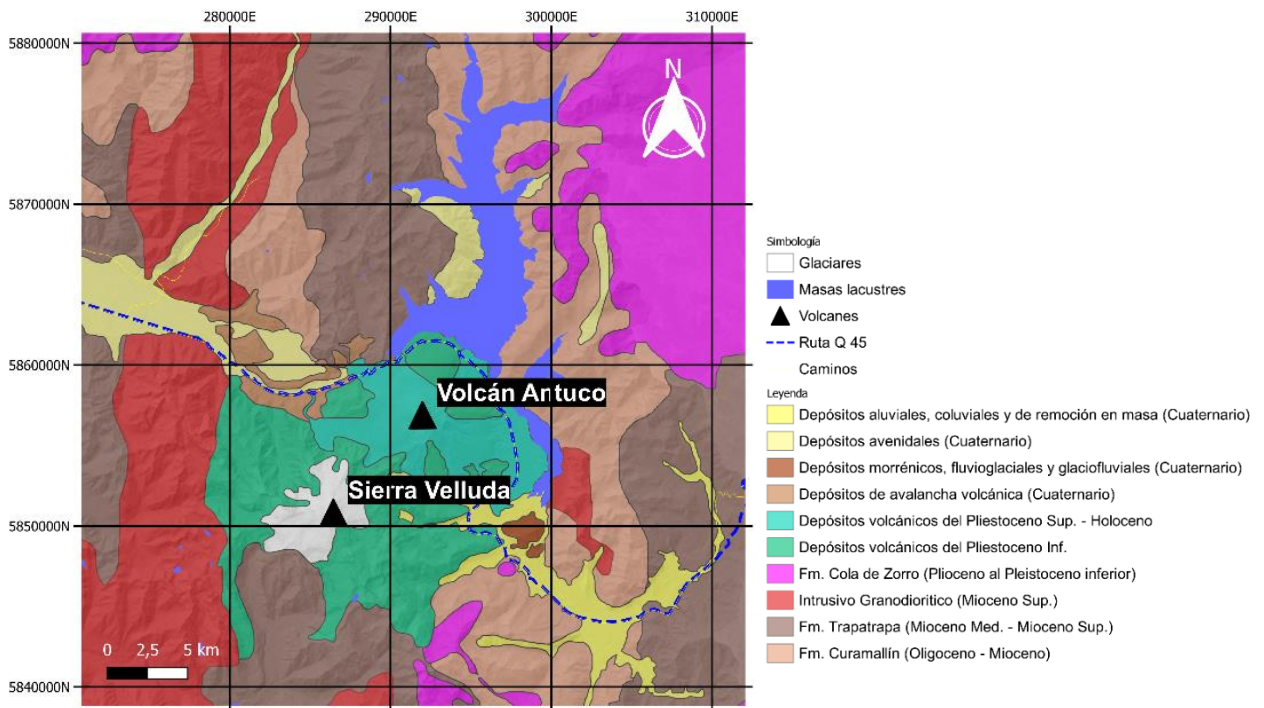 280000E 290000E 300000E 310000E
5880000N
N
5870000N
5860000N
5850000N
5840000N
Volcán Antuco
Sierra Velluda
0 2,5 5 km
Simbología
Glaciares
Masas lacustres
Volcanes
Ruta Q 45
Caminos
Leyenda
Depósitos aluviales, coluviales y de remoción en masa (Cuaternario)
Depósitos avenidales (Cuaternario)
Depósitos morrénicos, fluvioglaciales y glaciofluviales (Cuaternario)
Depósitos de avalancha volcánica (Cuaternario)
Depósitos volcánicos del Pliestoceno Sup. - Holoceno
Depósitos volcánicos del Pliestoceno Inf.
Fm. Cola de Zorro (Plioceno al Pleistoceno inferior)
Intrusivo Granodioritico (Mioceno Sup.)
Fm. Trapatrapa (Mioceno Med. - Mioceno Sup.)
Fm. Curamallín (Oligoceno - Mioceno)